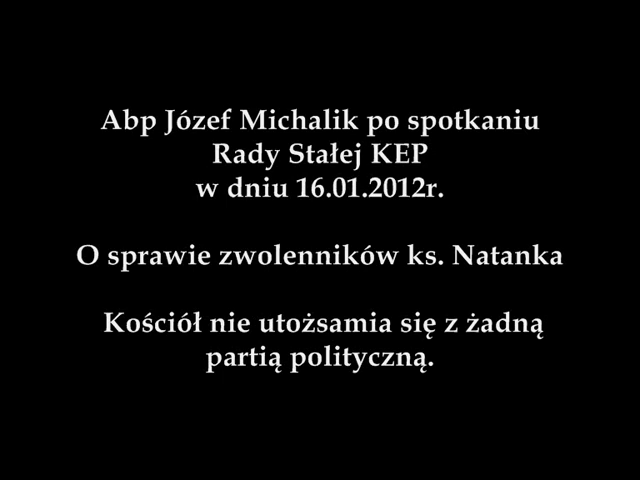 Abp Józef Michalik po spotkaniu
Rady Stałej KEP
w dniu 16.01.2012r.
O sprawie zwolenników ks. Natanka
Kościół nie utożsamia się z żadną
partią polityczną.